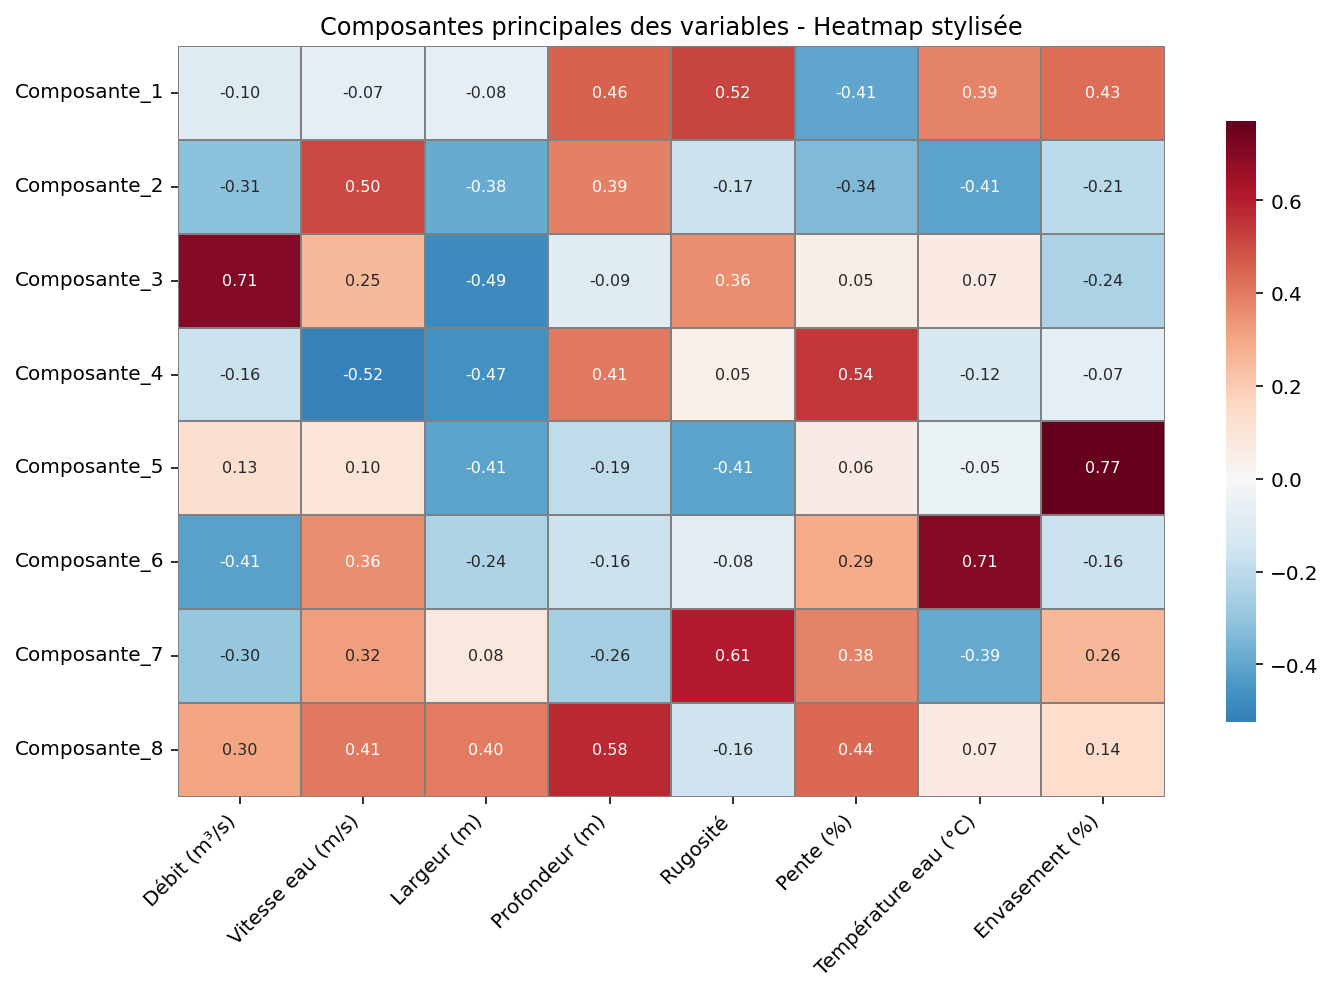 Composantes principales des variables - Heatmap stylisée
Composante_1 -0.10 -0.07 -0.08 0.46 0.52 -0.41 0.39 0.43
Composante_2 -0.31 0.50 -0.38 0.39 -0.17 -0.34 -0.41 -0.21
Composante_3 0.71 0.25 -0.49 -0.09 0.36 0.05 0.07 -0.24
Composante_4 -0.16 -0.52 -0.47 0.41 0.05 0.54 -0.12 -0.07
Composante_5 0.13 0.10 -0.41 -0.19 -0.41 0.06 -0.05 0.77
Composante_6 -0.41 0.36 -0.24 -0.16 -0.08 0.29 0.71 -0.16
Composante_7 -0.30 0.32 0.08 -0.26 0.61 0.38 -0.39 0.26
Composante_8 0.30 0.41 0.40 0.58 -0.16 0.44 0.07 0.14
Débit (m³/s)
Vitesse eau (m/s)
Largeur (m)
Profondeur (m)
Rugosité
Pente (%)
Température eau (°C)
Envasement (%)
0.6
0.4
0.2
0.0
−0.2
−0.4